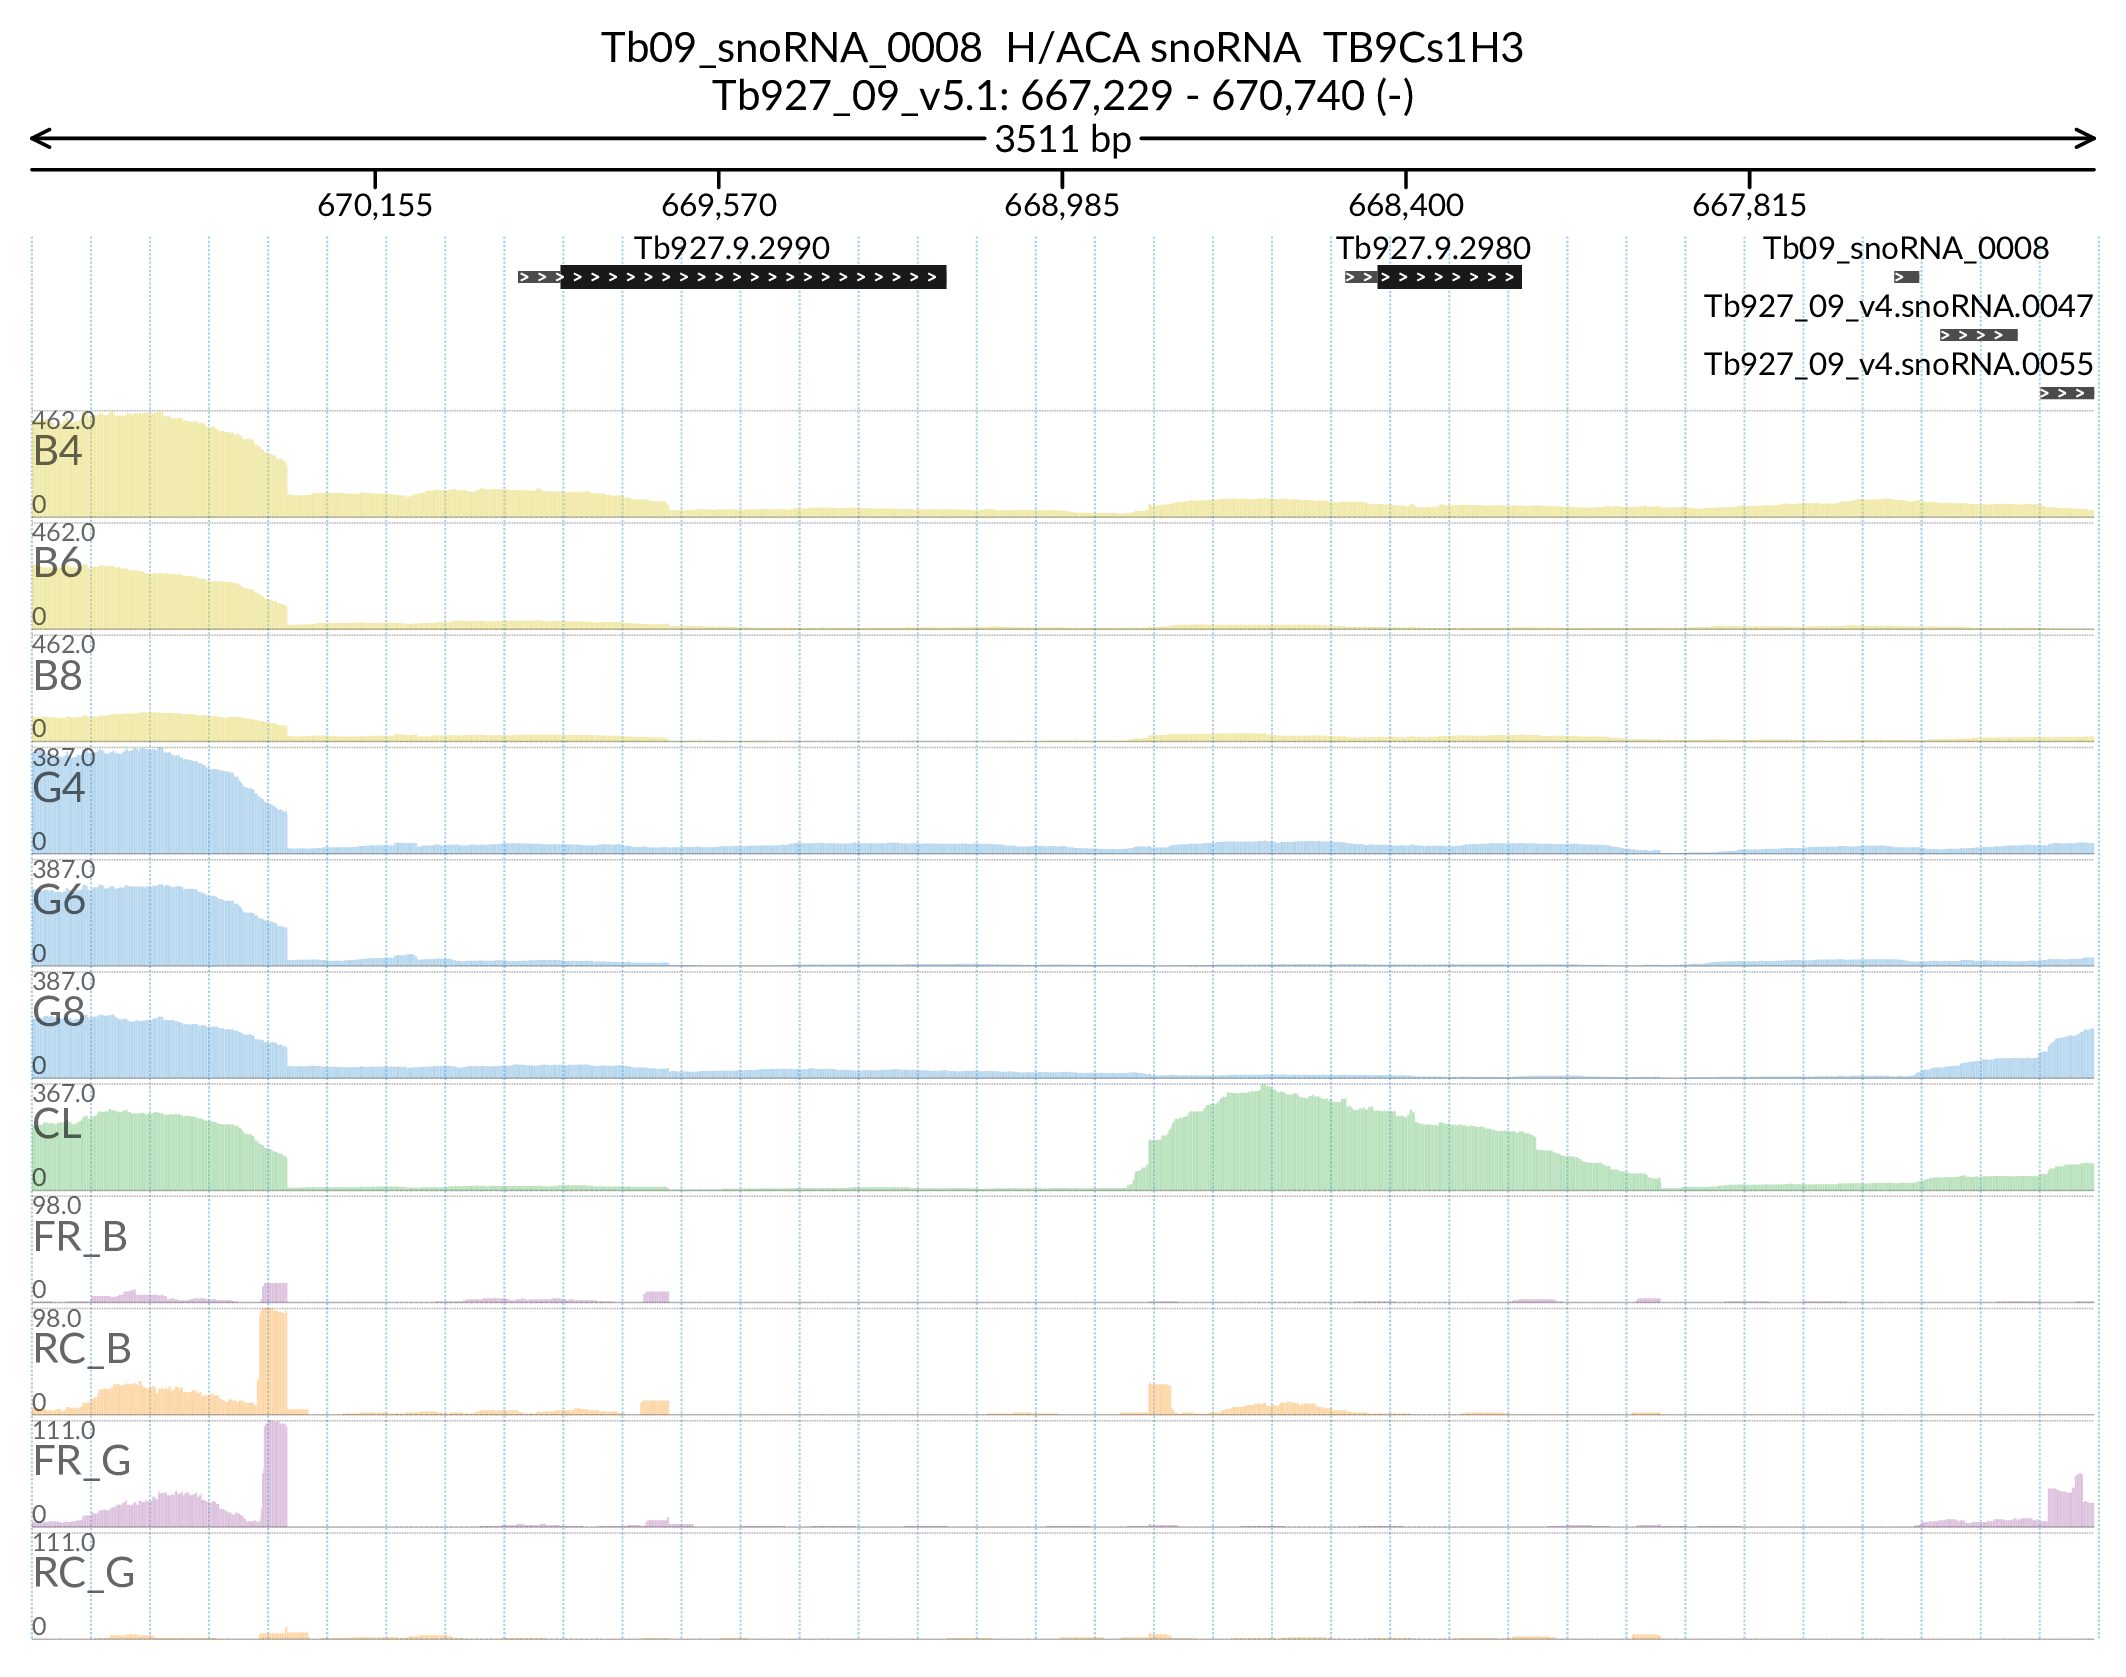 Tb09_snoRNA_0008 H/ACA snoRNA TB9Cs1H3
Tb927_09_v5.1: 667,229 - 670,740 (-)
3511 bp
670,155 669,570 668,985 668,400 667,815
Tb927.9.2990 Tb927.9.2980 Tb09_snoRNA_0008
Tb927_09_v4.snoRNA.0047
Tb927_09_v4.snoRNA.0055
462.0
B4
0
462.0
B6
0
462.0
B8
0
387.0
G4
0
387.0
G6
0
387.0
G8
0
367.0
CL
0
98.0
FR_B
0
98.0
RC_B
0
111.0
FR_G
0
111.0
RC_G
0